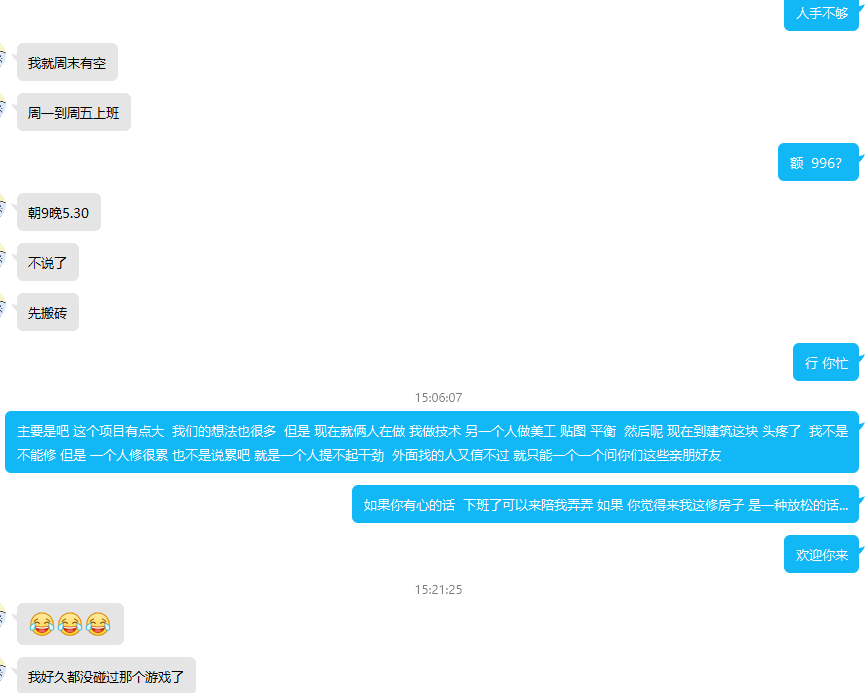 人手不够
我就周末有空
周一到周五上班
额 996?
朝9晚5.30
不说了
先搬砖
行 你忙
15:06:07
主要是吧 这个项目有点大 我们的想法也很多 但是 现在就俩人在做 我做技术 另一个人做美工 贴图 平衡 然后呢 现在到建筑这块 头疼了 我不是
不能修 但是 一个人修很累 也不是说累吧 就是一个人提不起干劲 外面找的人又信不过 就只能一个一个问你们这些亲朋好友
如果你有心的话 下班了可以来陪我弄弄 如果 你觉得来我这修房子 是一种放松的话...
欢迎你来
15:21:25
😂😂😂
我好久都没碰过那个游戏了